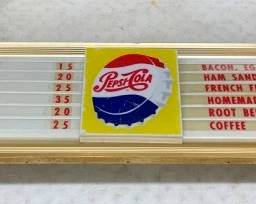 15
20
25
35
20
25
PEPSI-COLA
BACON, EG
HAM SAND
FRENCH F
HOMEMAD
ROOT BE
COFFEE